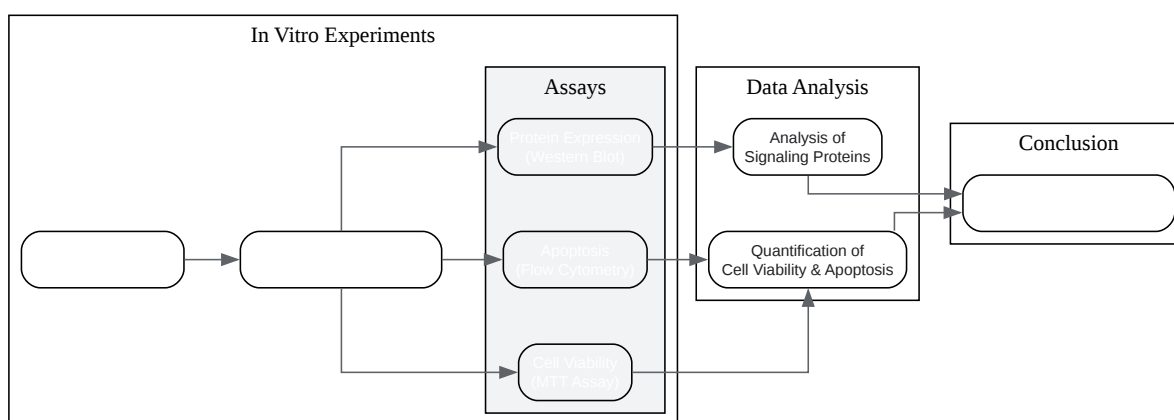 In Vitro Experiments
Assays
Protein Expression
(Western Blot)
Apoptosis
(Flow Cytometry)
Cell Viability
(MTT Assay)
Data Analysis
Analysis of
Signaling Proteins
Quantification of
Cell Viability & Apoptosis
Conclusion